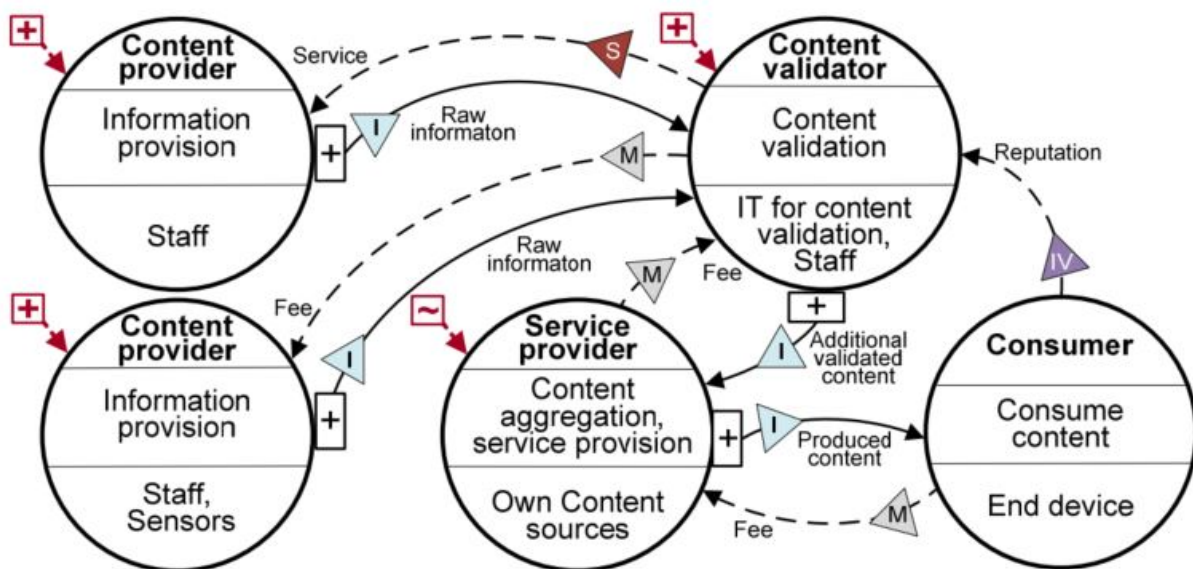 +
Content
provider
Information
provision
Staff
+
Service
S
I
Raw
informaton
M
+
Content
validator
Content
validation
IT for content
validation,
Staff
+
Reputation
IV
+
Content
provider
Information
provision
Staff,
Sensors
+
Fee
I
Raw
informaton
M
Fee
~
Service
provider
Content
aggregation,
service provision
Own Content
sources
+
I
Additional
validated
content
I
Produced
content
Fee
M
Consumer
Consume
content
End device